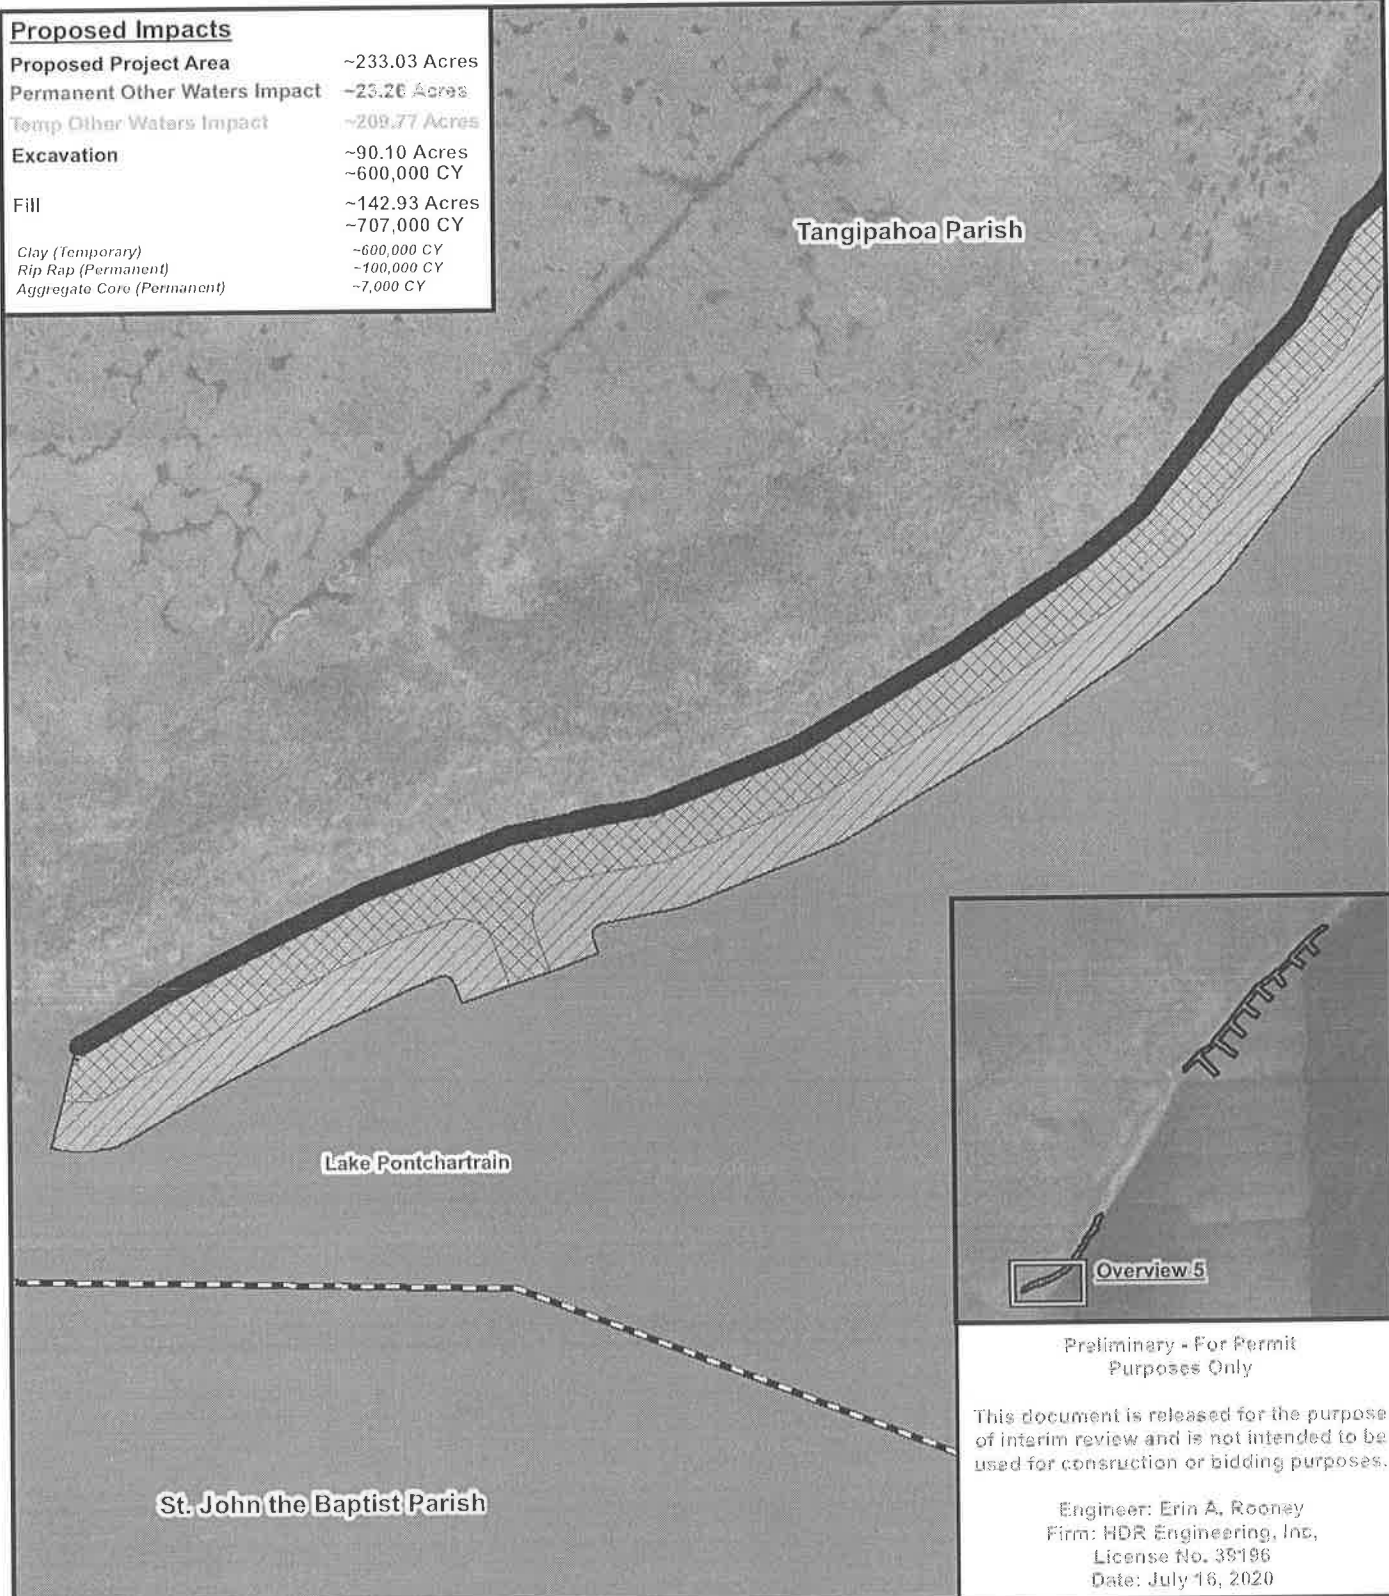 Proposed Impacts
Proposed Project Area ~233.03 Acres
Permanent Other Waters Impact ~23.26 Acres
Temp Other Waters Impact ~209.77 Acres
Excavation ~90.10 Acres
~600,000 CY
Fill ~142.93 Acres
~707,000 CY
Clay (Temporary) ~600,000 CY
Rip Rap (Permanent) ~100,000 CY
Aggregate Core (Permanent) ~7,000 CY
Tangipahoa Parish
Lake Pontchartrain
St. John the Baptist Parish
Overview 5
Preliminary - For Permit
Purposes Only
This document is released for the purpose
of interim review and is not intended to be
used for consruction or bidding purposes.
Engineer: Erin A. Rooney
Firm: HDR Engineering, Inc.
License No. 39196
Date: July 16, 2020